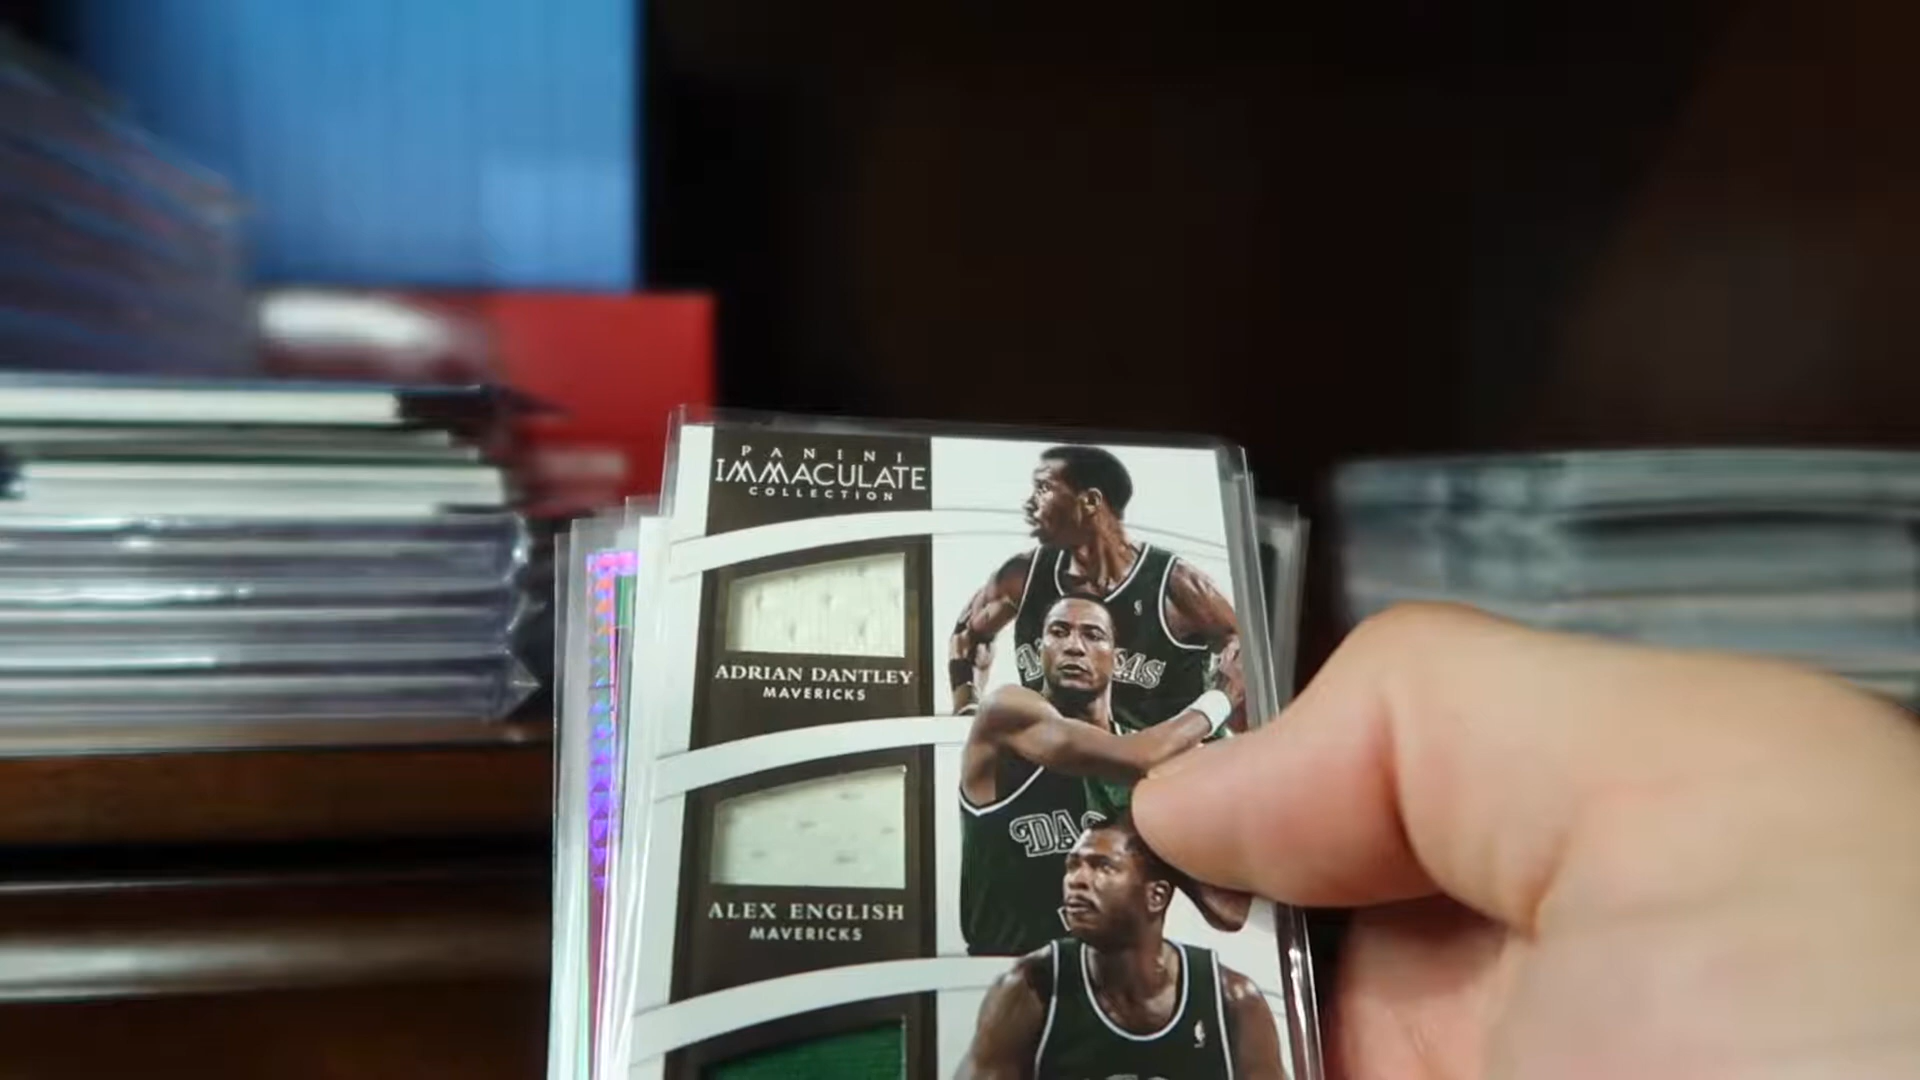 PANINI
IMMACULATE
COLLECTION
ADRIAN DANTLEY
MAVERICKS
ALEX ENGLISH
MAVERICKS